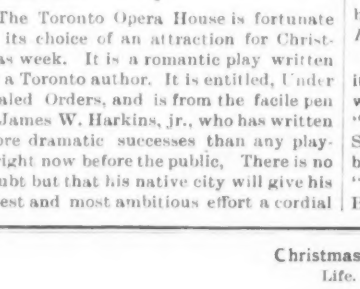 The Toronto Opera House is fortunate
its choice of an attraction for Christ-
as week. It is a romantic play written
a Toronto author. It is entitled, Under
aled Orders, and is from the facile pen
James W. Harkins, jr., who has written
ore dramatic successes than any play-
right now before the public, There is no
ubt but that his native city will give his
est and most ambitious effort a cordial
Christmas
Life.